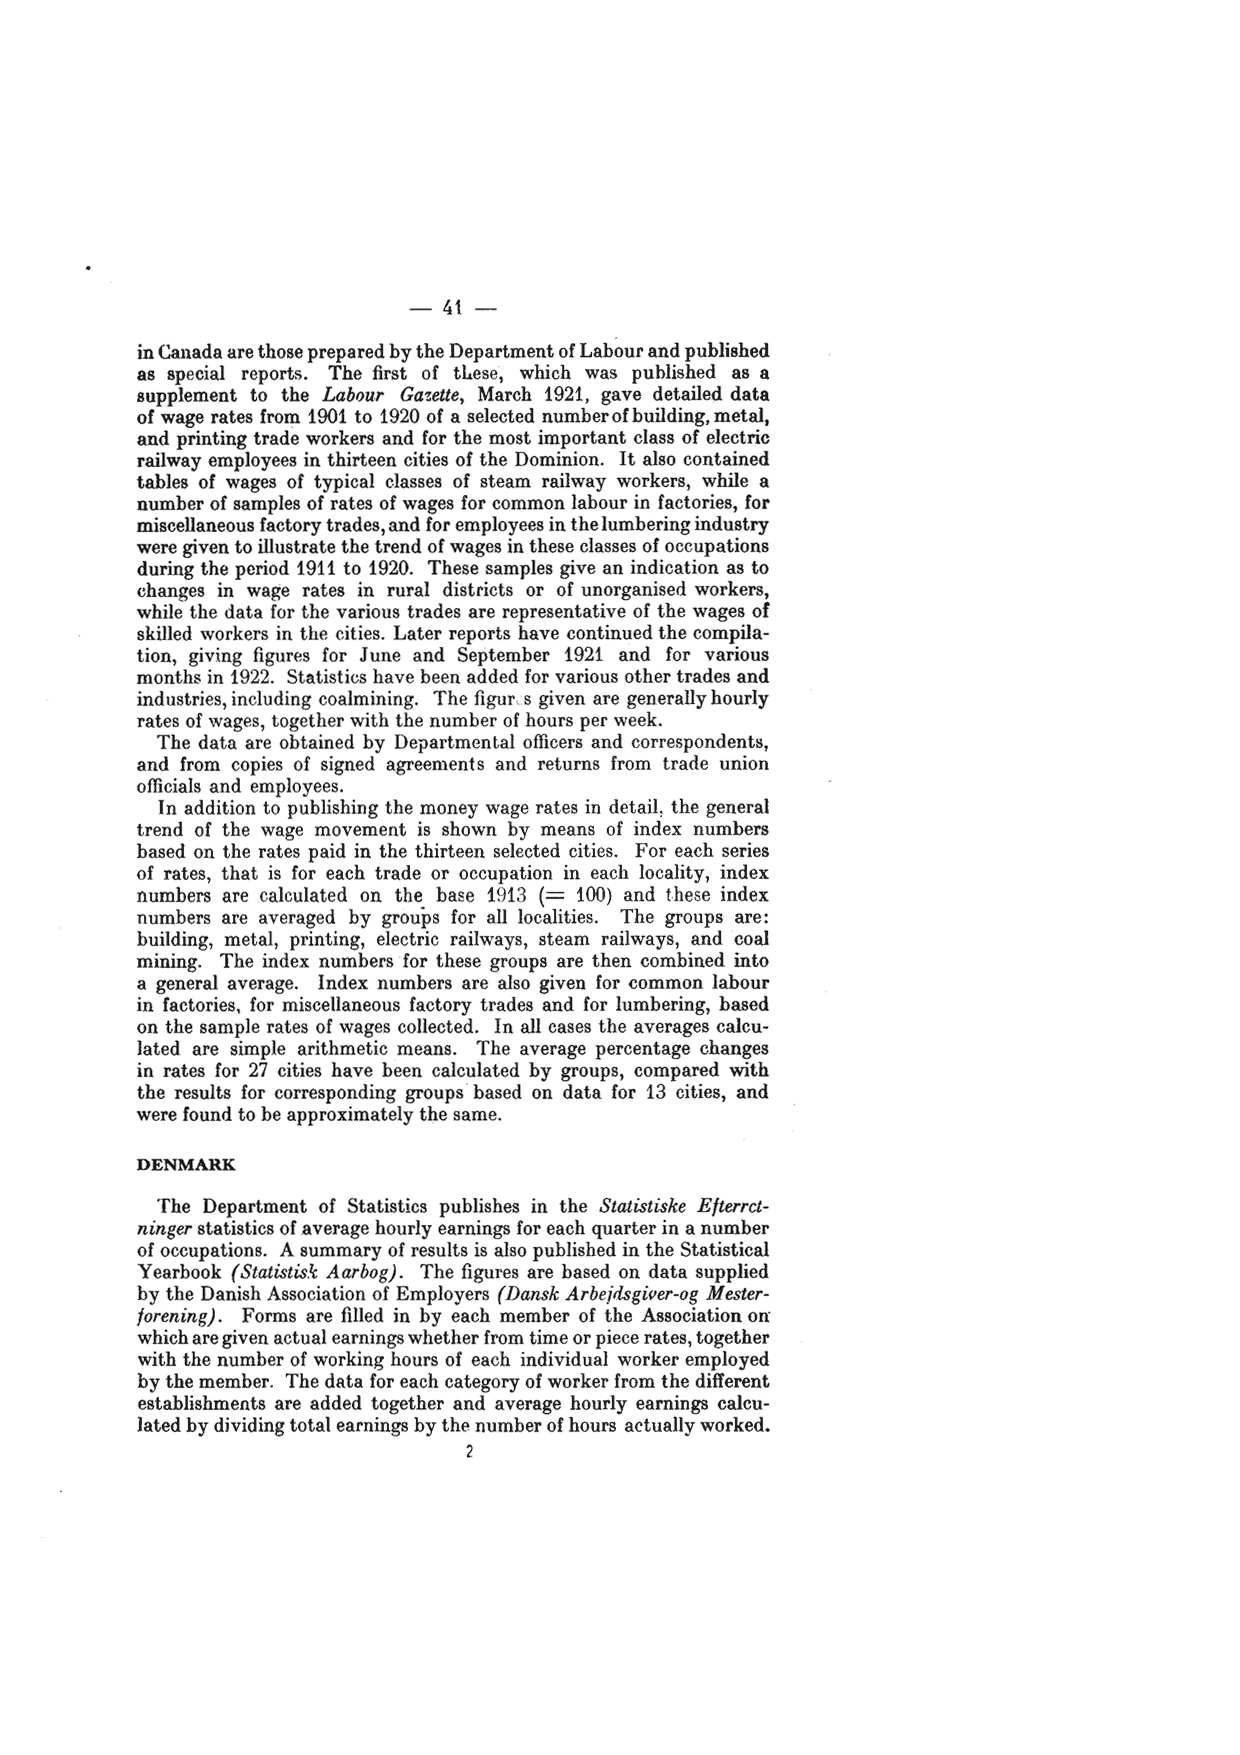 — 41 —
in Canada are those prepared by the Department of Labour and published
as special reports. The first of these, which was published as a
supplement to the Labour Gazette, March 1921, gave detailed data
of wage rates from 1901 to 1920 of a selected number of building, metal,
and printing trade workers and for the most important class of electric
railway employees in thirteen cities of the Dominion. It also contained
tables of wages of typical classes of steam railway workers, while a
number of samples of rates of wages for common labour in factories, for
miscellaneous factory trades, and for employees in the lumbering industry
were given to illustrate the trend of wages in these classes of occupations
during the period 1911 to 1920. These samples give an indication as to
changes in wage rates in rural districts or of unorganised workers,
while the data for the various trades are representative of the wages of
skilled workers in the cities. Later reports have continued the compila-
tion, giving figures for June and September 1921 and for various
months in 1922. Statistics have been added for various other trades and
industries, including coalmining. The figures given are generally hourly
rates of wages, together with the number of hours per week.
The data are obtained by Departmental officers and correspondents,
and from copies of signed agreements and returns from trade union
officials and employees.
In addition to publishing the money wage rates in detail, the general
trend of the wage movement is shown by means of index numbers
based on the rates paid in the thirteen selected cities. For each series
of rates, that is for each trade or occupation in each locality, index
numbers are calculated on the base 1913 (= 100) and these index
numbers are averaged by groups for all localities. The groups are:
building, metal, printing, electric railways, steam railways, and coal
mining. The index numbers for these groups are then combined into
a general average. Index numbers are also given for common labour
in factories, for miscellaneous factory trades and for lumbering, based
on the sample rates of wages collected. In all cases the averages calcu-
lated are simple arithmetic means. The average percentage changes
in rates for 27 cities have been calculated by groups, compared with
the results for corresponding groups based on data for 13 cities, and
were found to be approximately the same.
DENMARK
The Department of Statistics publishes in the Statistiske Efterret-
ninger statistics of average hourly earnings for each quarter in a number
of occupations. A summary of results is also published in the Statistical
Yearbook (Statistisk Aarbog). The figures are based on data supplied
by the Danish Association of Employers (Dansk Arbejdsgiver-og Mester-
forening). Forms are filled in by each member of the Association on
which are given actual earnings whether from time or piece rates, together
with the number of working hours of each individual worker employed
by the member. The data for each category of worker from the different
establishments are added together and average hourly earnings calcu-
lated by dividing total earnings by the number of hours actually worked.
2